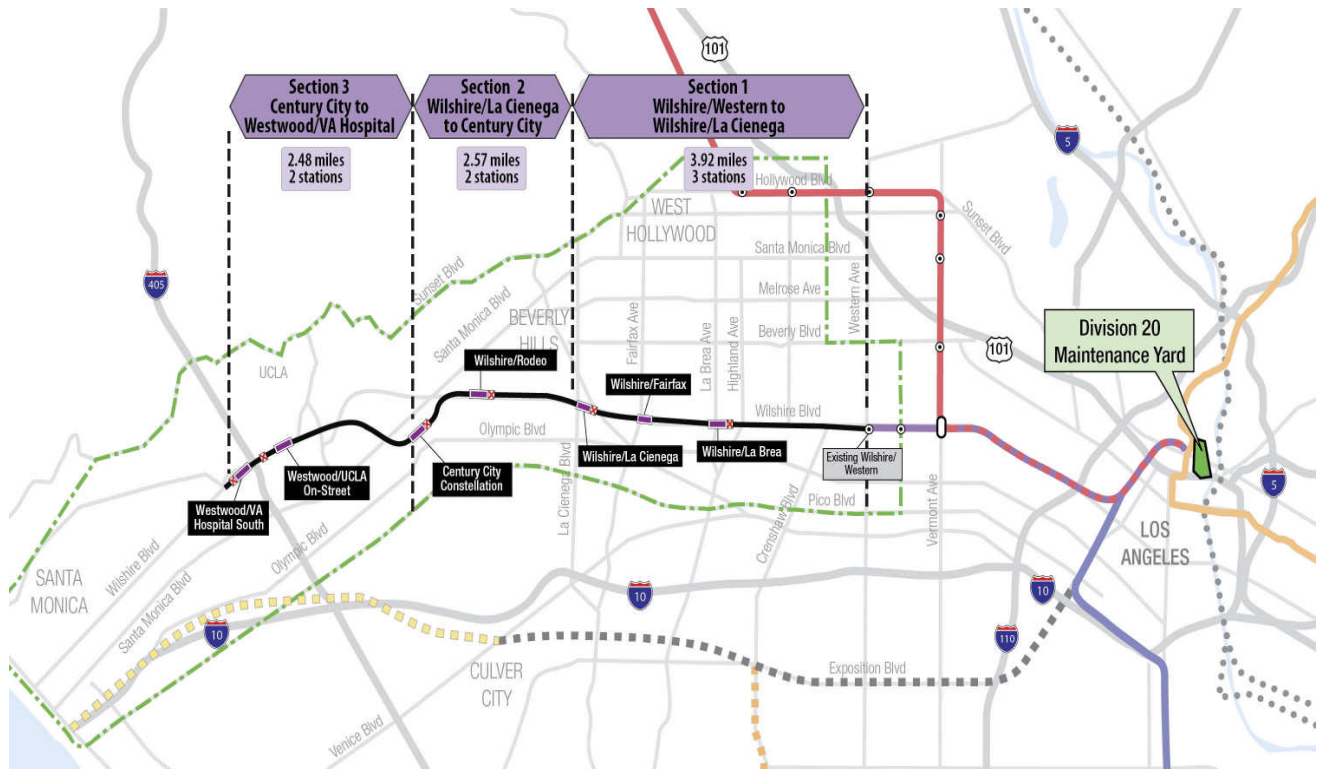 101
Section 3
Century City to
Westwood/VA Hospital
Section 2
Wilshire/La Cienega
to Century City
Section 1
Wilshire/Western to
Wilshire/La Cienega
5
2.48 miles
2 stations
2.57 miles
2 stations
3.92 miles
3 stations
Hollywood Blvd
WEST
HOLLYWOOD
Sunset Blvd
Santa Monica Blvd
405
Sunset Blvd
Santa Monica Blvd
Melrose Ave
Western Ave
BEVERLY
HILLS
Fairfax Ave
La Brea Ave
Highland Ave
Beverly Blvd
101
Division 20
Maintenance Yard
UCLA
Wilshire/Rodeo
Wilshire/Fairfax
Wilshire Blvd
Olympic Blvd
Wilshire/La Cienega
Wilshire/La Brea
Existing Wilshire/
Western
Westwood/UCLA
On-Street
Century City
Constellation
La Cienega Blvd
5
Westwood/VA
Hospital South
Pico Blvd
Crenshaw Blvd
Vermont Ave
LOS
ANGELES
Wilshire Blvd
Olympic Blvd
SANTA
MONICA
Santa Monica Blvd
10
10
10
110
CULVER
CITY
Exposition Blvd
Venice Blvd